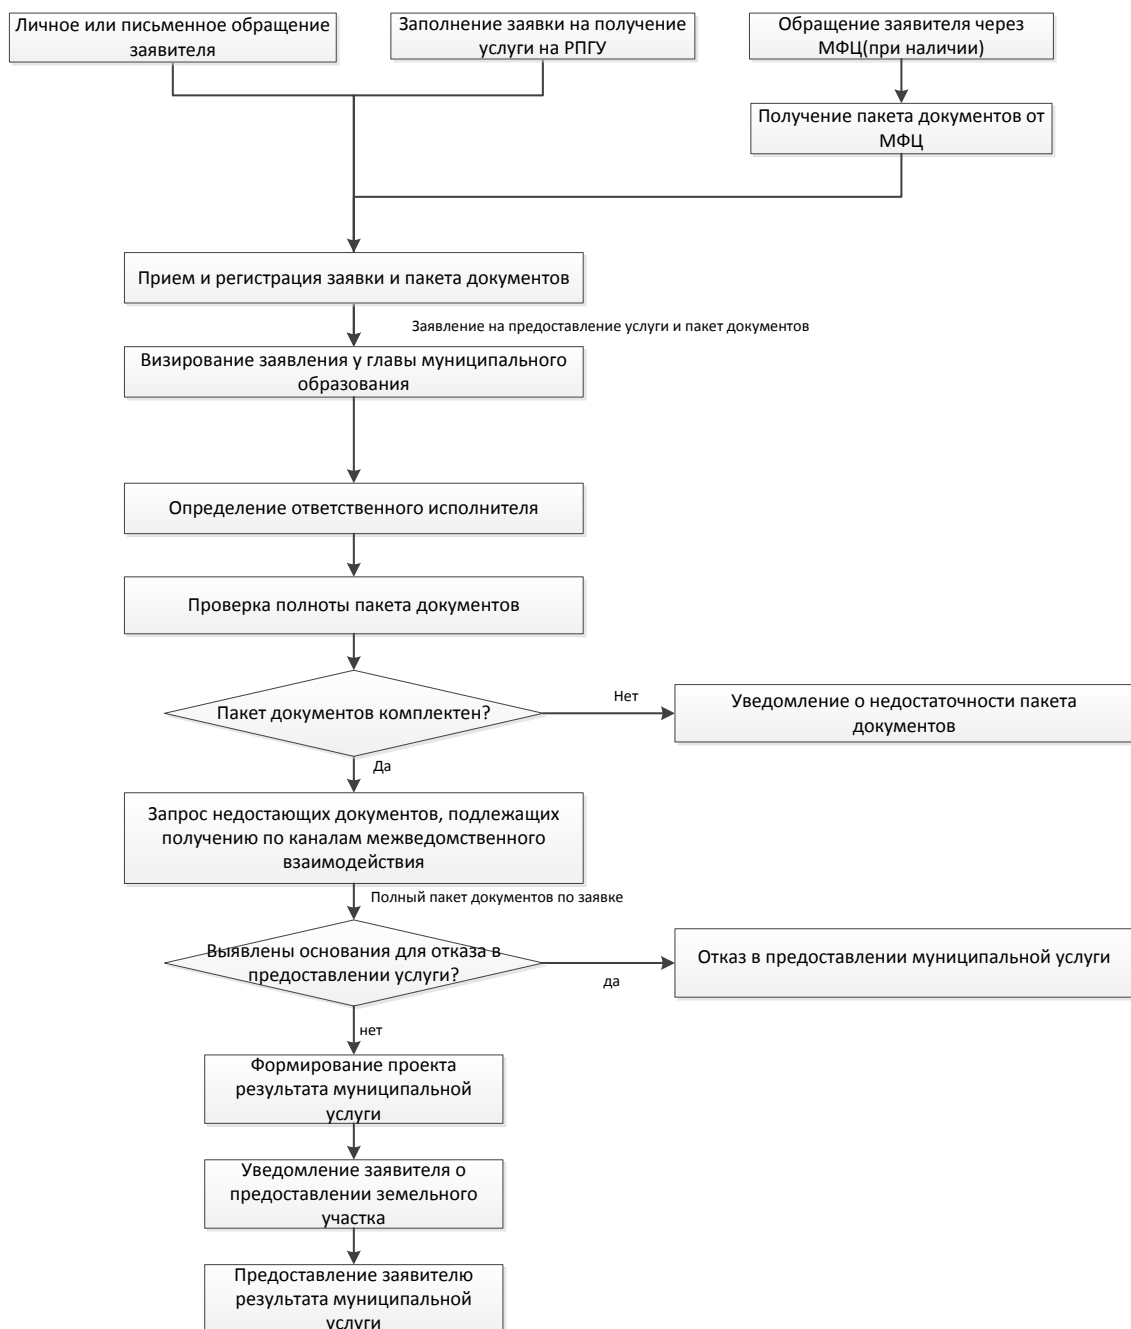 Личное или письменное обращение
заявителя
Заполнение заявки на получение
услуги на РПГУ
Обращение заявителя через
МФЦ(при наличии)
Получение пакета документов от
МФЦ
Прием и регистрация заявки и пакета документов
Заявление на предоставление услуги и пакет документов
Визирование заявления у главы муниципального
образования
Определение ответственного исполнителя
Проверка полноты пакета документов
Пакет документов комплектен?
Нет
Уведомление о недостаточности пакета
документов
Да
Запрос недостающих документов, подлежащих
получению по каналам межведомственного
взаимодействия
Полный пакет документов по заявке
Выявлены основания для отказа в
предоставлении услуги?
да
Отказ в предоставлении муниципальной услуги
нет
Формирование проекта
результата муниципальной
услуги
Уведомление заявителя о
предоставлении земельного
участка
Предоставление заявителю
результата муниципальной
услуги